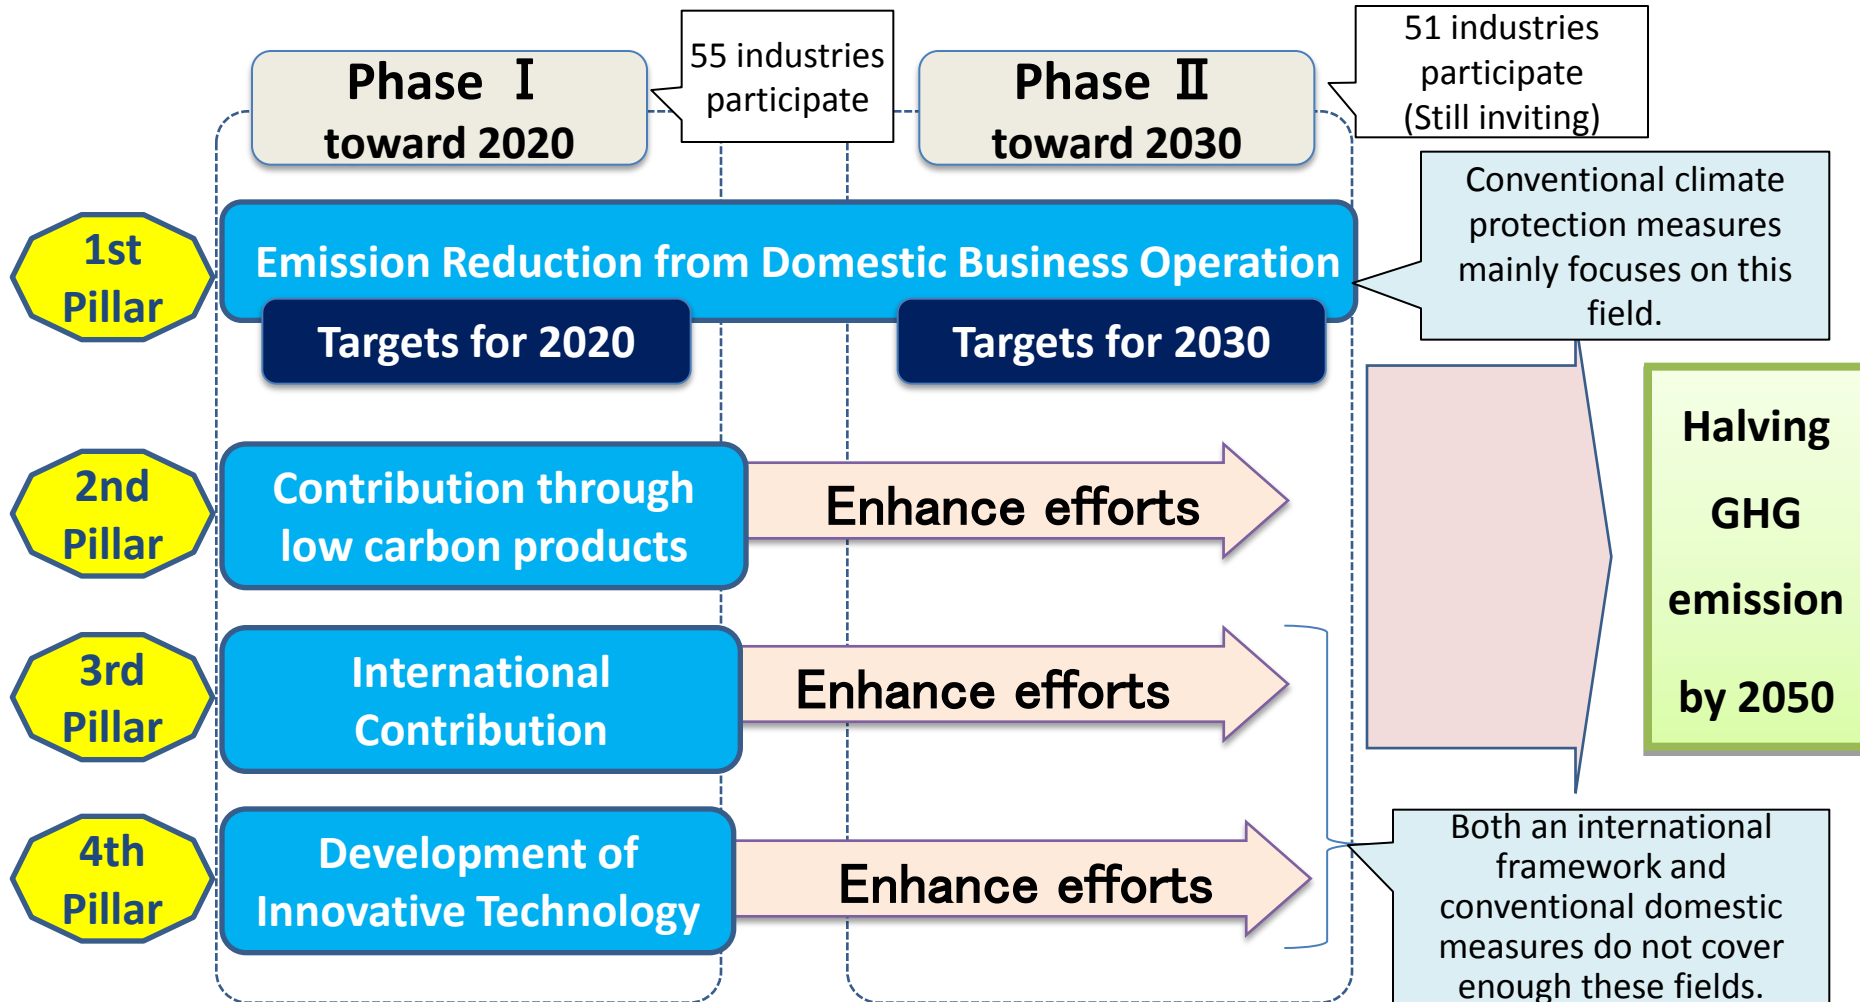 Phase Ⅰ
toward 2020
55 industries
participate
Phase Ⅱ
toward 2030
51 industries
participate
(Still inviting)
1st
Pillar
Emission Reduction from Domestic Business Operation
Targets for 2020
Targets for 2030
Conventional climate
protection measures
mainly focuses on this
field.
2nd
Pillar
Contribution through
low carbon products
Enhance efforts
3rd
Pillar
International
Contribution
Enhance efforts
4th
Pillar
Development of
Innovative Technology
Enhance efforts
Halving
GHG
emission
by 2050
Both an international
framework and
conventional domestic
measures do not cover
enough these fields.